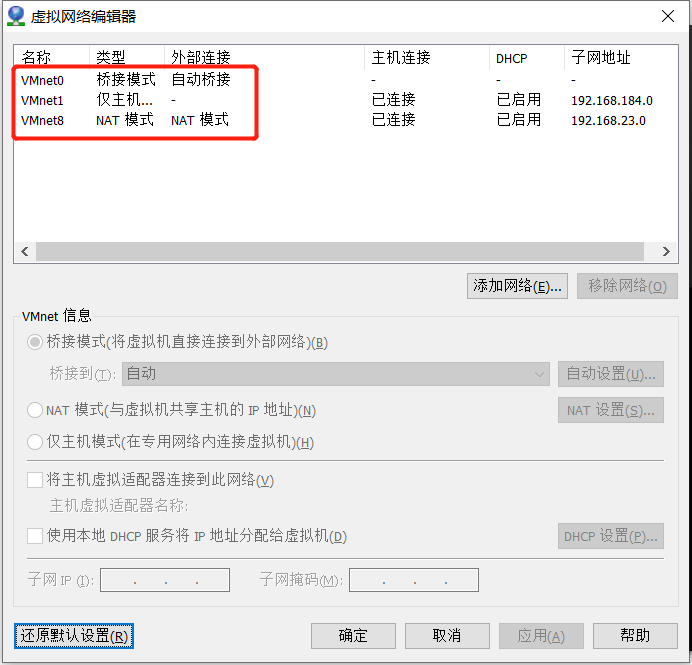 虚拟网络编辑器
名称 类型 外部连接 主机连接 DHCP 子网地址
VMnet0 桥接模式 自动桥接 - - -
VMnet1 仅主机... - 已连接 已启用 192.168.184.0
VMnet8 NAT 模式 NAT 模式 已连接 已启用 192.168.23.0
添加网络(E)... 移除网络(O)
VMnet 信息
桥接模式(将虚拟机直接连接到外部网络)(B)
桥接到(T): 自动 自动设置(U)...
NAT 模式(与虚拟机共享主机的 IP 地址)(N) NAT 设置(S)...
仅主机模式(在专用网络内连接虚拟机)(H)
将主机虚拟适配器连接到此网络(V)
主机虚拟适配器名称:
使用本地 DHCP 服务将 IP 地址分配给虚拟机(D) DHCP 设置(P)...
子网 IP (I): . . . 子网掩码(M): . . .
还原默认设置(R) 确定 取消 应用(A) 帮助